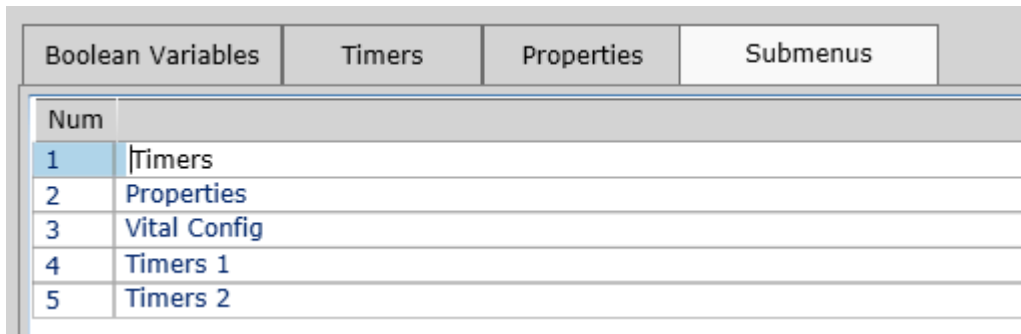 Boolean Variables Timers Properties Submenus
Num
1 Timers
2 Properties
3 Vital Config
4 Timers 1
5 Timers 2